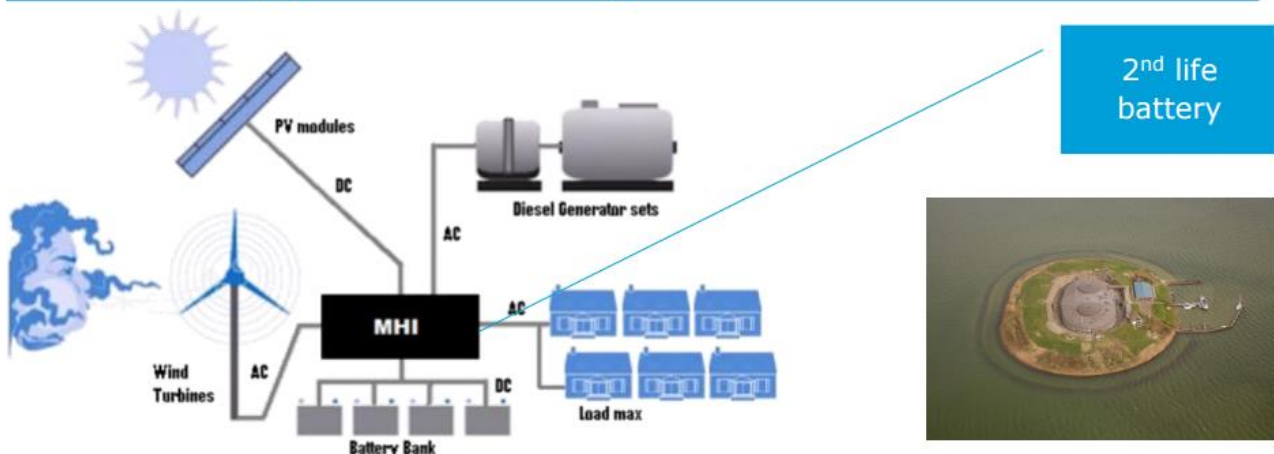 2nd life
battery
PV modules
DC
Diesel Generator sets
AC
MHI
AC
Wind
Turbines
AC
DC
Load max
Battery Bank